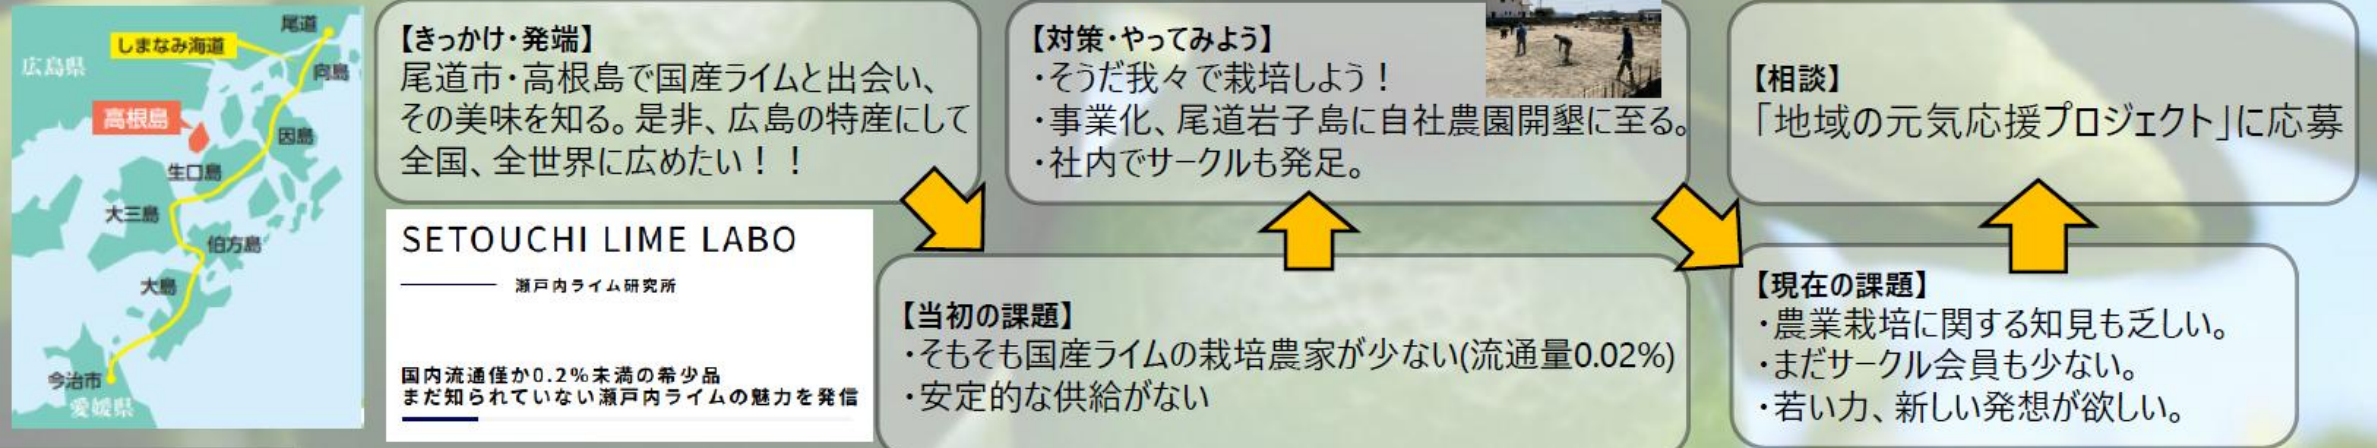 尾道
しまなみ海道
広島県
向島
高根島
因島
生口島
大三島
伯方島
大島
今治市
愛媛県
【きっかけ・発端】
尾道市・高根島で国産ライムと出会い、
その美味を知る。是非、広島の特産にして
全国、全世界に広めたい！！
SETOUCHI LIME LABO
瀬戸内ライム研究所
国内流通僅か0.2%未満の希少品
まだ知られていない瀬戸内ライムの魅力を発信
【当初の課題】
・そもそも国産ライムの栽培農家が少ない(流通量0.02%)
・安定的な供給がない
【対策・やってみよう】
・そうだ我々で栽培しよう！
・事業化、尾道岩子島に自社農園開墾に至る。
・社内でサークルも発足。
【現在の課題】
・農業栽培に関する知見も乏しい。
・まだサークル会員も少ない。
・若い力、新しい発想が欲しい。
【相談】
「地域の元気応援プロジェクト」に応募